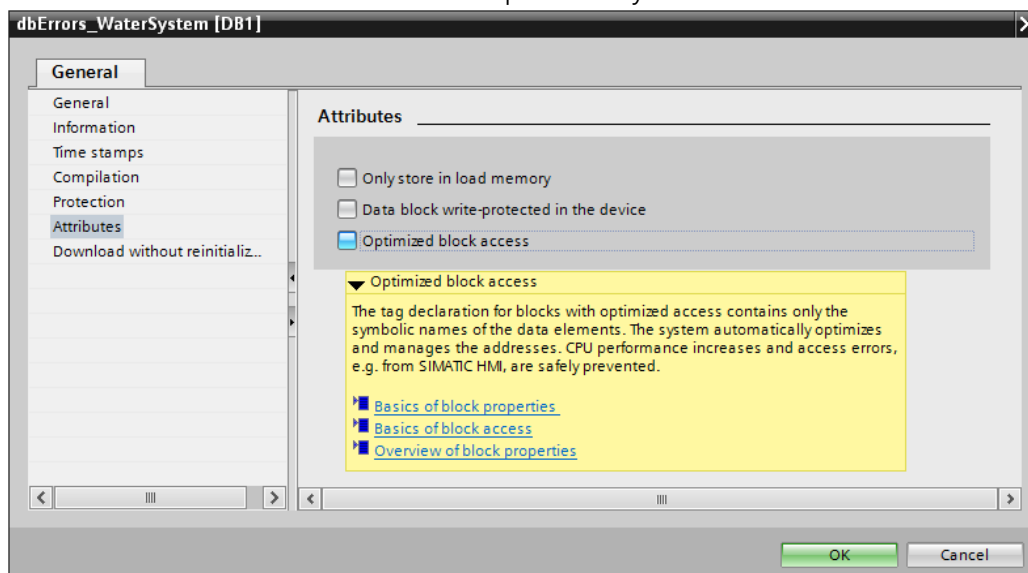 dbErrors_WaterSystem [DB1]
General
General
Information
Time stamps
Compilation
Protection
Attributes
Download without reinitializ...
Attributes
Only store in load memory
Data block write-protected in the device
Optimized block access
Optimized block access
The tag declaration for blocks with optimized access contains only the
symbolic names of the data elements. The system automatically optimizes
and manages the addresses. CPU performance increases and access errors,
e.g. from SIMATIC HMI, are safely prevented.
Basics of block properties
Basics of block access
Overview of block properties
OK Cancel